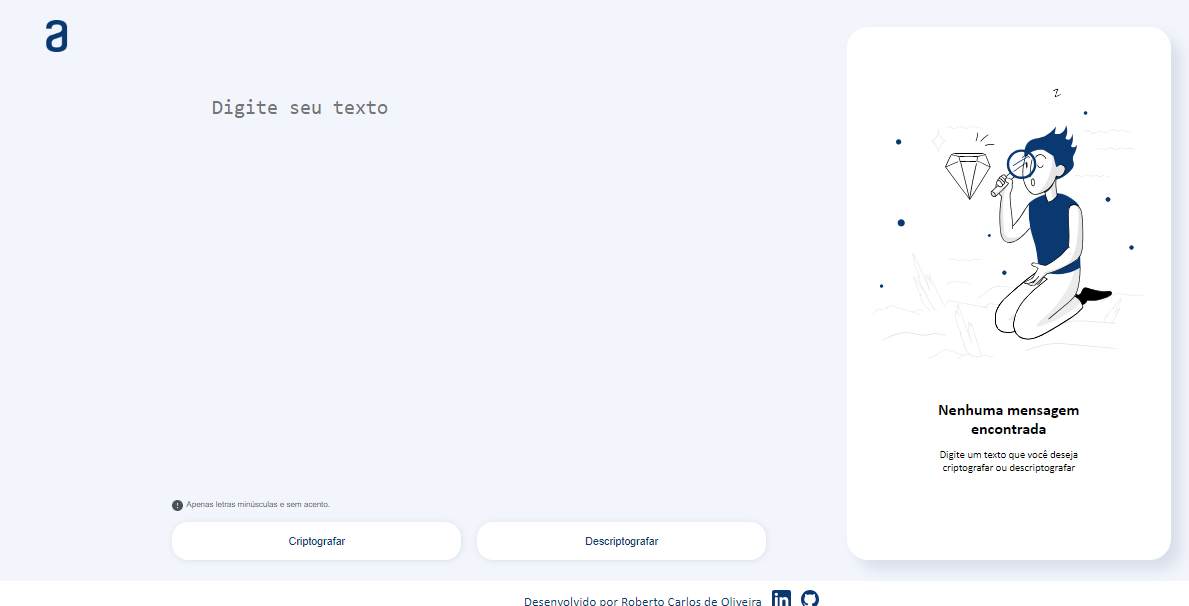 a
Digite seu texto
z
Nenhuma mensagem
encontrada
Digite um texto que você deseja
criptografar ou descriptografar
! Apenas letras minúsculas e sem acento.
Criptografar
Descriptografar
Desenvolvido por Roberto Carlos de Oliveira in